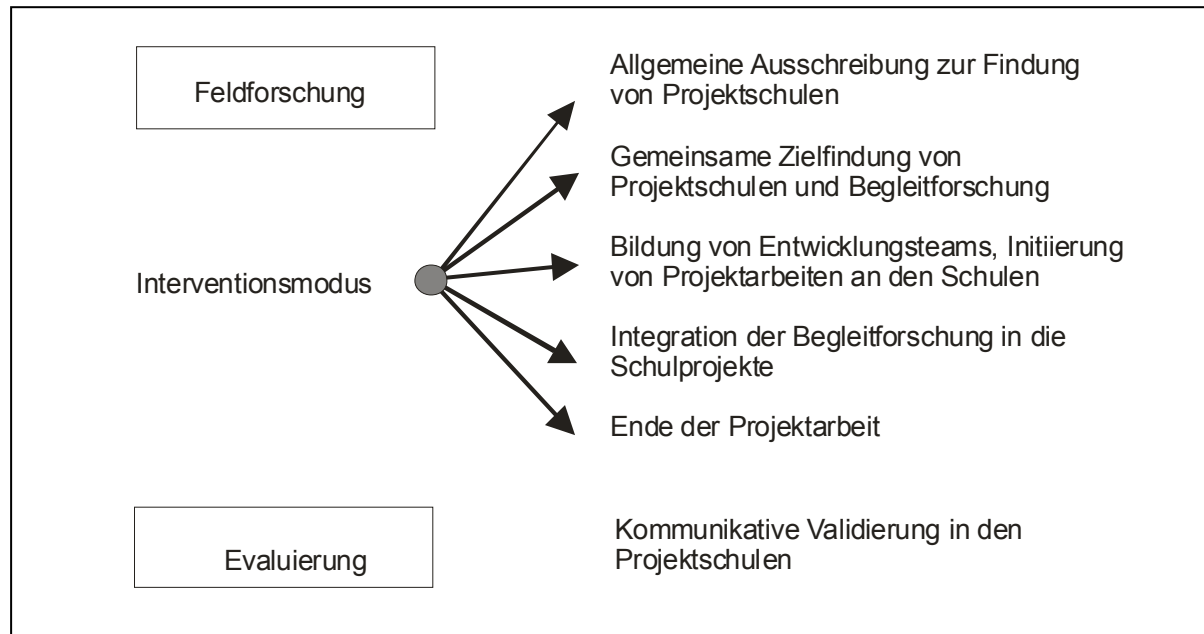 Feldforschung
Allgemeine Ausschreibung zur Findung
von Projektschulen
Gemeinsame Zielfindung von
Projektschulen und Begleitforschung
Interventionsmodus
Bildung von Entwicklungsteams, Initiierung
von Projektarbeiten an den Schulen
Integration der Begleitforschung in die
Schulprojekte
Ende der Projektarbeit
Evaluierung
Kommunikative Validierung in den
Projektschulen